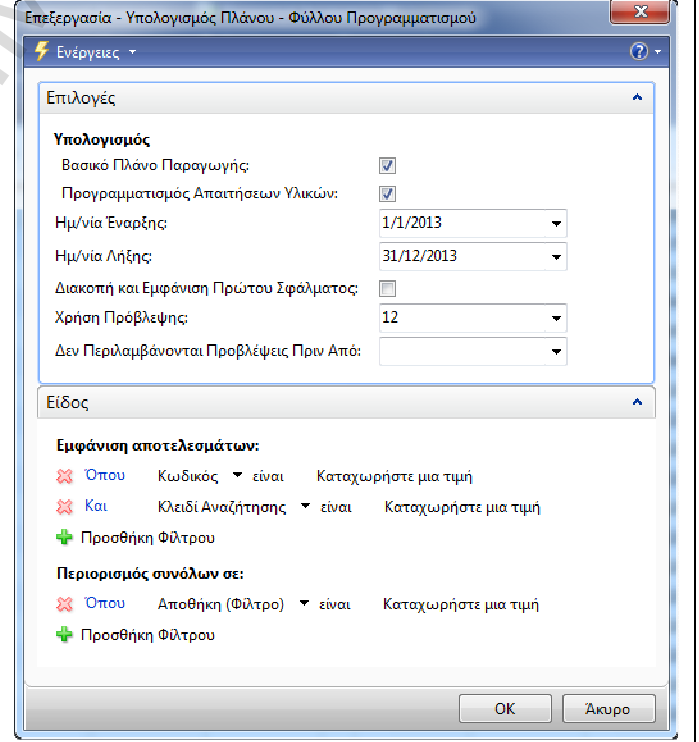 Επεξεργασία - Υπολογισμός Πλάνου - Φύλλου Προγραμματισμού
Ενέργειες
Επιλογές
Υπολογισμός
Βασικό Πλάνο Παραγωγής:
Προγραμματισμός Απαιτήσεων Υλικών:
Ημ/νία Έναρξης: 1/1/2013
Ημ/νία Λήξης: 31/12/2013
Διακοπή και Εμφάνιση Πρώτου Σφάλματος:
Χρήση Πρόβλεψης: 12
Δεν Περιλαμβάνονται Προβλέψεις Πριν Από:
Είδος
Εμφάνιση αποτελεσμάτων:
Όπου Κωδικός είναι Καταχωρήστε μια τιμή
Και Κλειδί Αναζήτησης είναι Καταχωρήστε μια τιμή
Προσθήκη Φίλτρου
Περιορισμός συνόλων σε:
Όπου Αποθήκη (Φίλτρο) είναι Καταχωρήστε μια τιμή
Προσθήκη Φίλτρου
OK Άκυρο